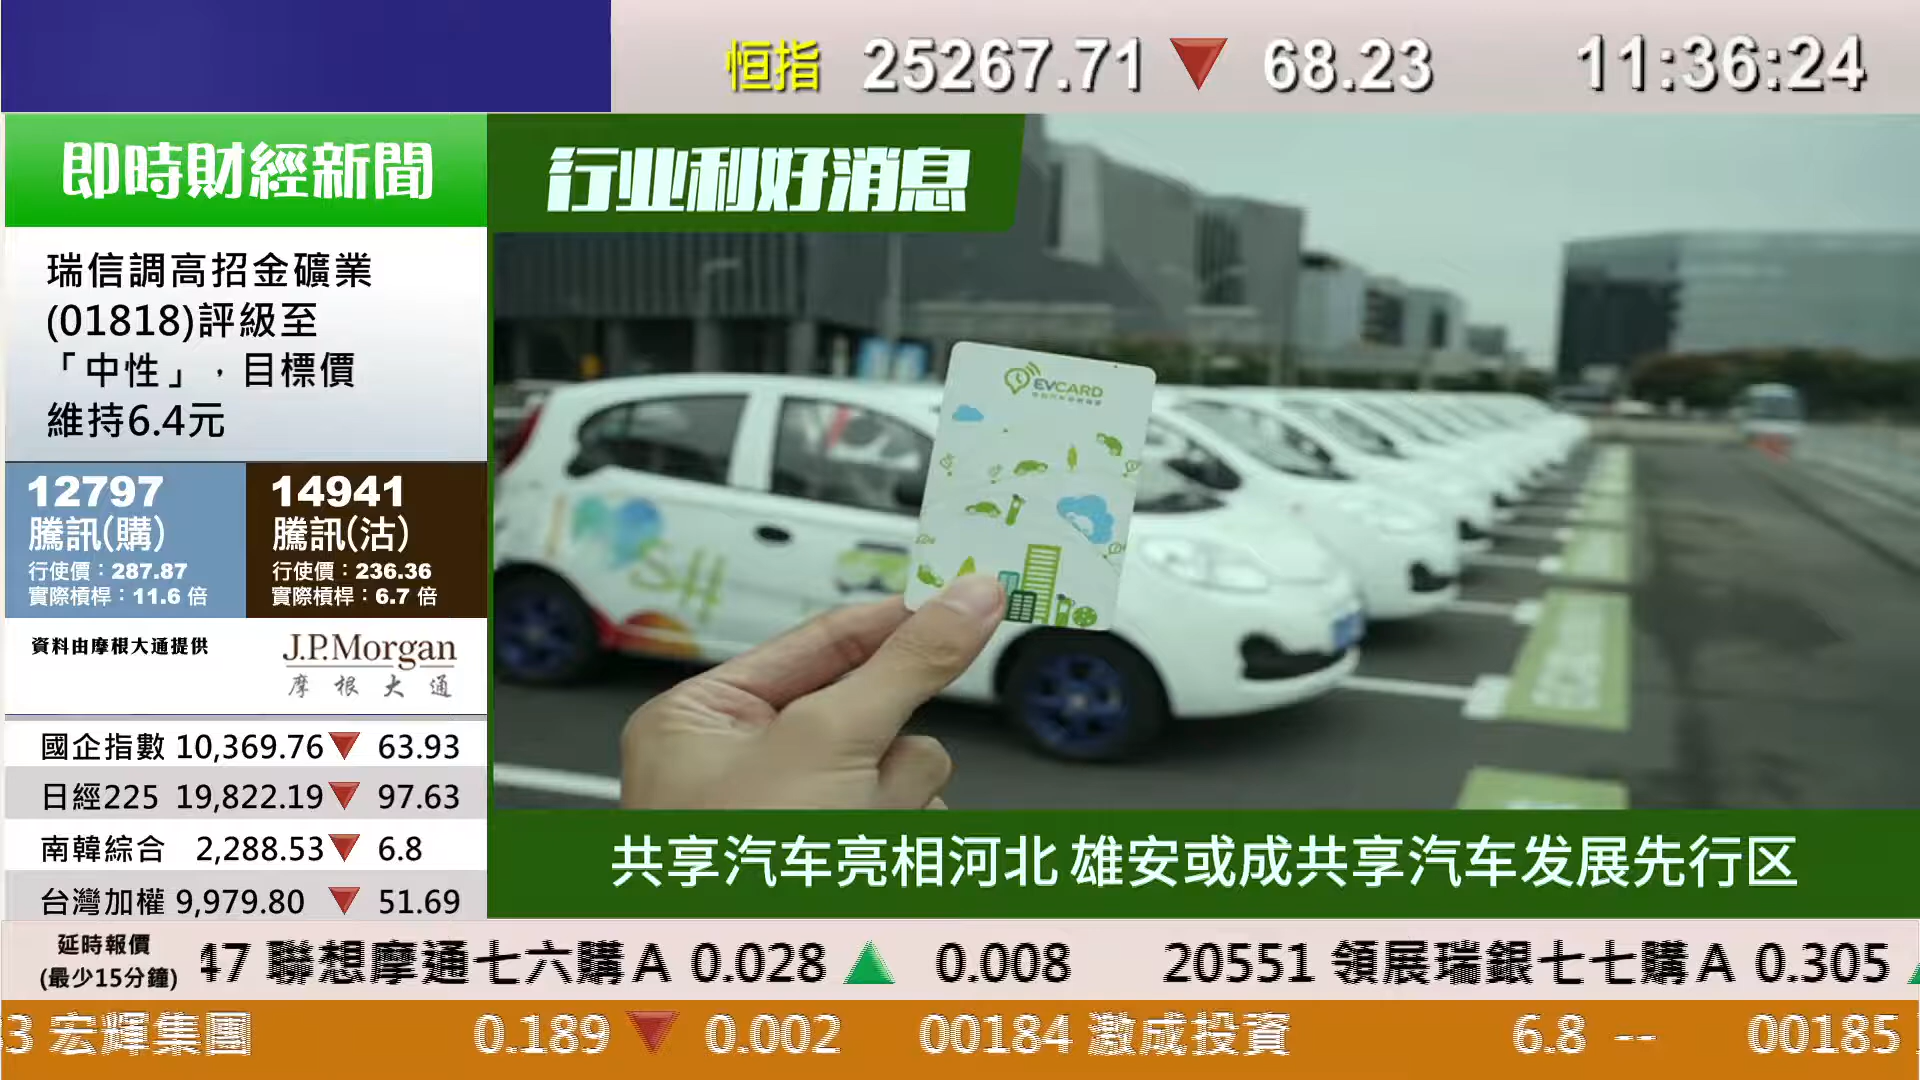 恒指 25267.71 ▼ 68.23 11:36:24
即時財經新聞
行业利好消息
瑞信調高招金礦業
(01818)評級至
「中性」，目標價
維持6.4元
EVCARD
12797
騰訊(購)
行使價：287.87
實際槓桿：11.6 倍
14941
騰訊(沽)
行使價：236.36
實際槓桿：6.7 倍
資料由摩根大通提供
J.P.Morgan
摩根大通
國企指數 10,369.76 ▼ 63.93
日經225 19,822.19 ▼ 97.63
南韓綜合 2,288.53 ▼ 6.8
台灣加權 9,979.80 ▼ 51.69
共享汽车亮相河北 雄安或成共享汽车发展先行区
延時報價
(最少15分鐘)
47 聯想摩通七六購A 0.028 ▲ 0.008 20551 領展瑞銀七七購A 0.305
3 宏輝集團 0.189 ▼ 0.002 00184 激成投資 6.8 -- 00185